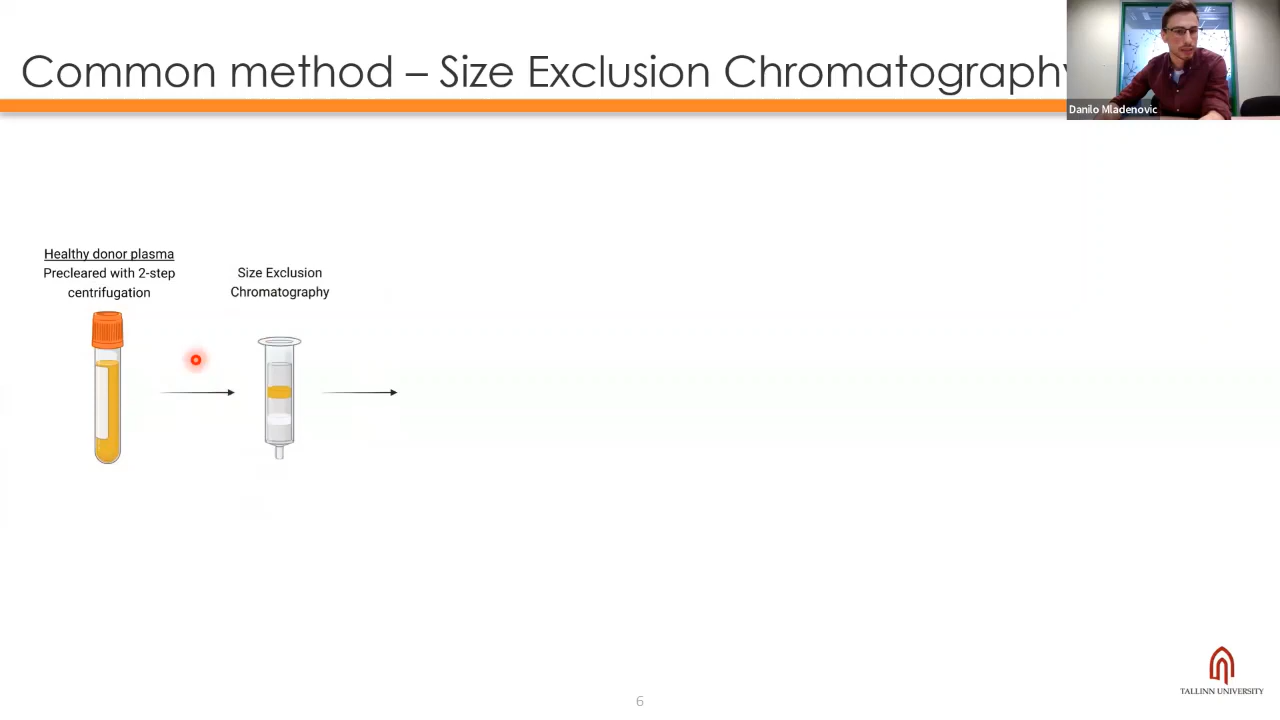 Common method – Size Exclusion Chromatography
Danilo Mladenovic
Healthy donor plasma
Precleared with 2-step
centrifugation
Size Exclusion
Chromatography
6
TALLINN UNIVERSITY